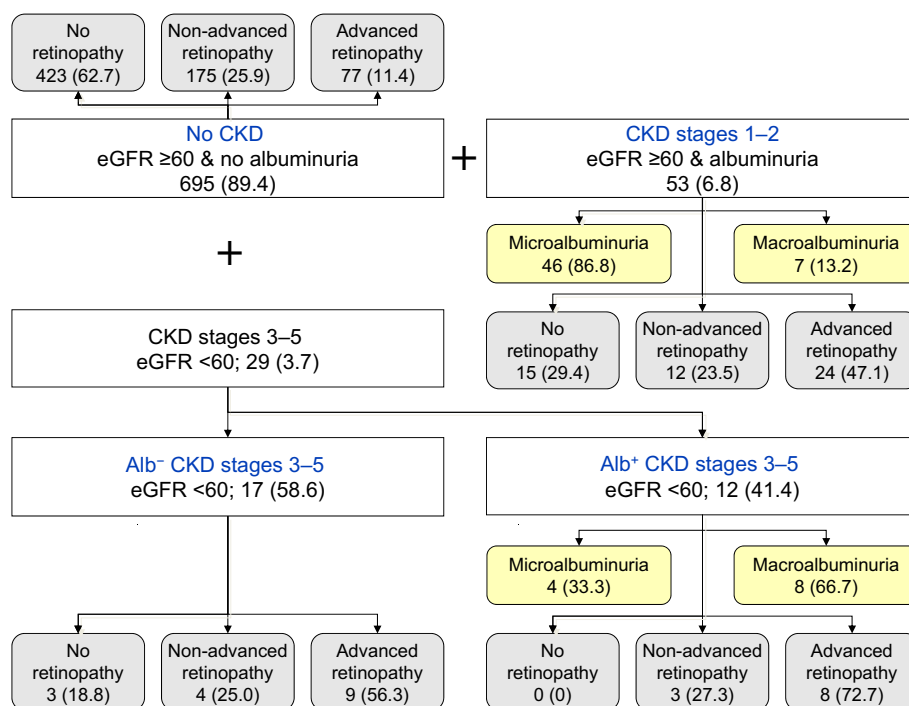 No
retinopathy
423 (62.7)
Non-advanced
retinopathy
175 (25.9)
Advanced
retinopathy
77 (11.4)
No CKD
eGFR ≥60 & no albuminuria
695 (89.4)
+
CKD stages 1–2
eGFR ≥60 & albuminuria
53 (6.8)
Microalbuminuria
46 (86.8)
Macroalbuminuria
7 (13.2)
No
retinopathy
15 (29.4)
Non-advanced
retinopathy
12 (23.5)
Advanced
retinopathy
24 (47.1)
+
CKD stages 3–5
eGFR <60; 29 (3.7)
Alb⁻ CKD stages 3–5
eGFR <60; 17 (58.6)
Alb⁺ CKD stages 3–5
eGFR <60; 12 (41.4)
Microalbuminuria
4 (33.3)
Macroalbuminuria
8 (66.7)
No
retinopathy
3 (18.8)
Non-advanced
retinopathy
4 (25.0)
Advanced
retinopathy
9 (56.3)
No
retinopathy
0 (0)
Non-advanced
retinopathy
3 (27.3)
Advanced
retinopathy
8 (72.7)